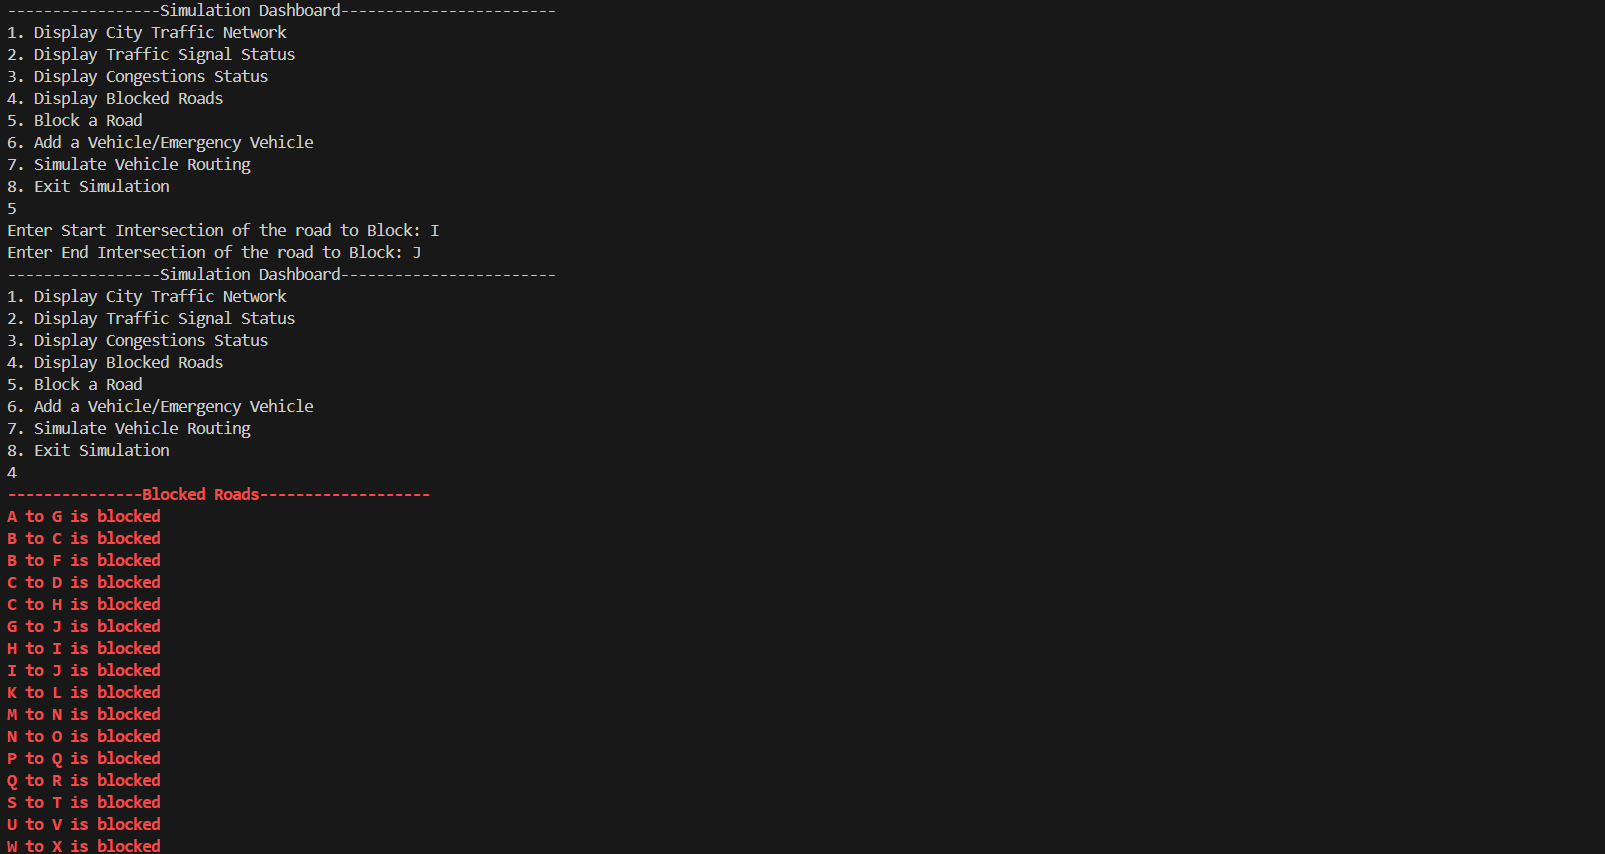 -----------------Simulation Dashboard------------------------
1. Display City Traffic Network
2. Display Traffic Signal Status
3. Display Congestions Status
4. Display Blocked Roads
5. Block a Road
6. Add a Vehicle/Emergency Vehicle
7. Simulate Vehicle Routing
8. Exit Simulation
5
Enter Start Intersection of the road to Block: I
Enter End Intersection of the road to Block: J
-----------------Simulation Dashboard------------------------
1. Display City Traffic Network
2. Display Traffic Signal Status
3. Display Congestions Status
4. Display Blocked Roads
5. Block a Road
6. Add a Vehicle/Emergency Vehicle
7. Simulate Vehicle Routing
8. Exit Simulation
4
---------------Blocked Roads-------------------
A to G is blocked
B to C is blocked
B to F is blocked
C to D is blocked
C to H is blocked
G to J is blocked
H to I is blocked
I to J is blocked
K to L is blocked
M to N is blocked
N to O is blocked
P to Q is blocked
Q to R is blocked
S to T is blocked
U to V is blocked
W to X is blocked